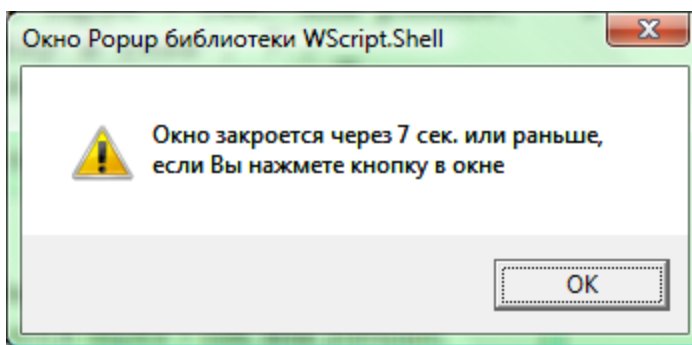 Окно Popup библиотеки WScript.Shell
Окно закроется через 7 сек. или раньше,
если Вы нажмете кнопку в окне
OK